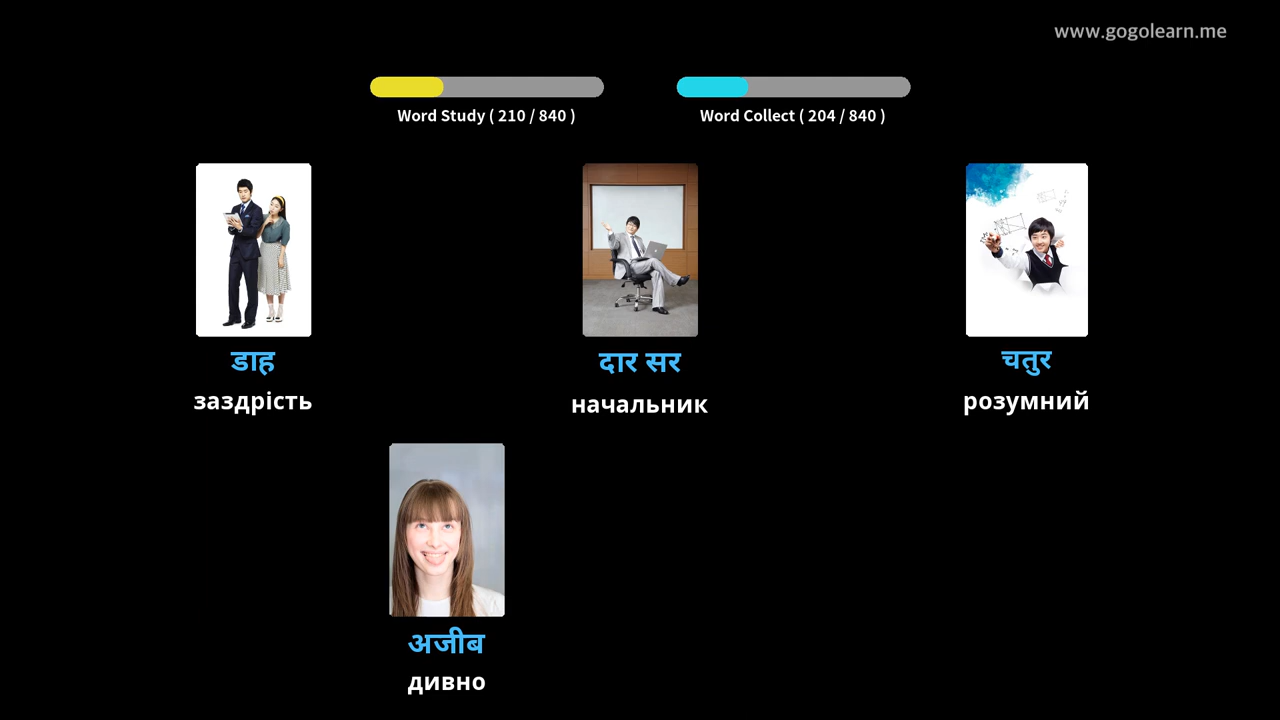 www.gogolearn.me
Word Study ( 210 / 840 )
Word Collect ( 204 / 840 )
डाह
заздрість
दार सर
начальник
चतुर
розумний
अजीब
дивно